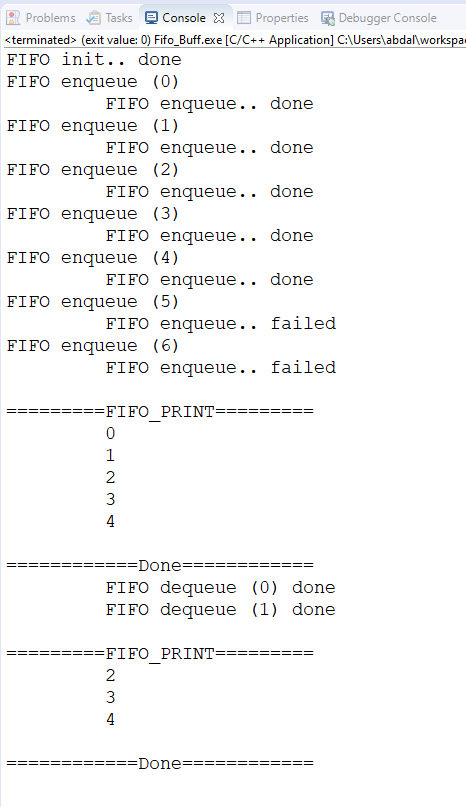 Problems Tasks Console Properties Debugger Console
<terminated> (exit value: 0) Fifo_Buff.exe [C/C++ Application] C:\Users\abdal\workspac
FIFO init.. done
FIFO enqueue (0)
FIFO enqueue.. done
FIFO enqueue (1)
FIFO enqueue.. done
FIFO enqueue (2)
FIFO enqueue.. done
FIFO enqueue (3)
FIFO enqueue.. done
FIFO enqueue (4)
FIFO enqueue.. done
FIFO enqueue (5)
FIFO enqueue.. failed
FIFO enqueue (6)
FIFO enqueue.. failed
=========FIFO_PRINT=========
0
1
2
3
4
============Done============
FIFO dequeue (0) done
FIFO dequeue (1) done
=========FIFO_PRINT=========
2
3
4
============Done============